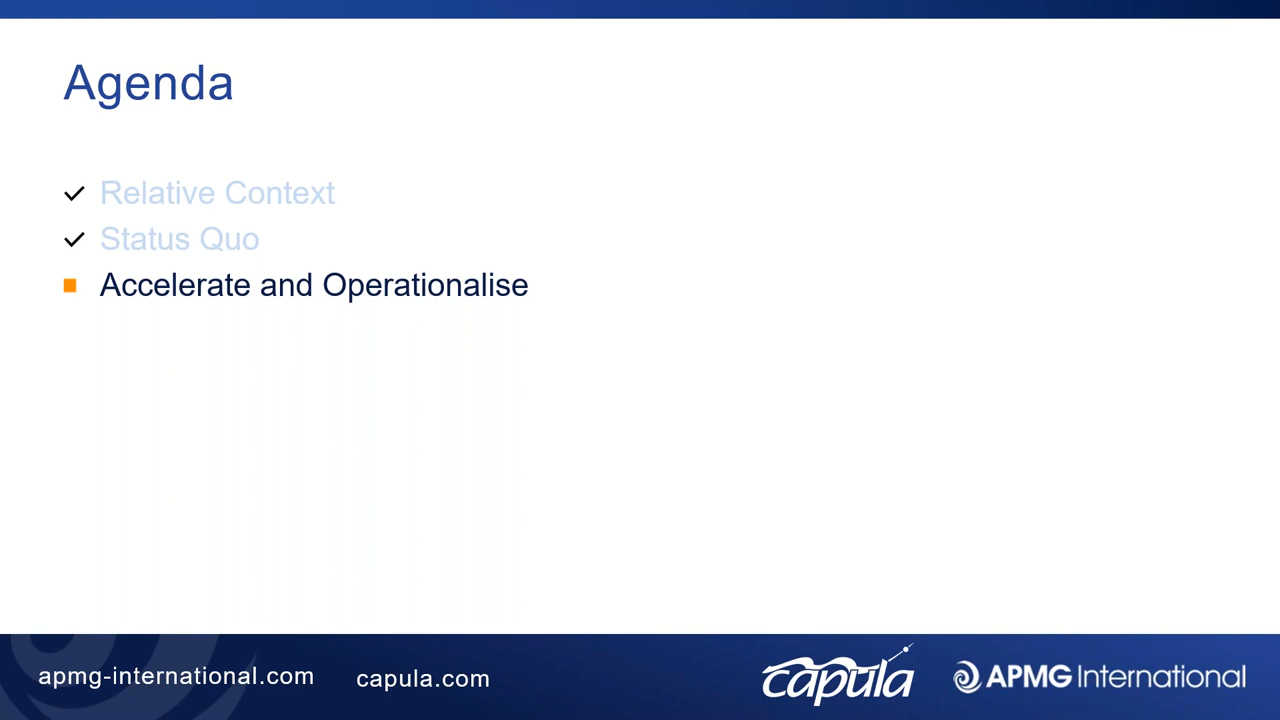 Agenda
Relative Context
Status Quo
Accelerate and Operationalise
apmg-international.com
capula.com
capula
APMG International